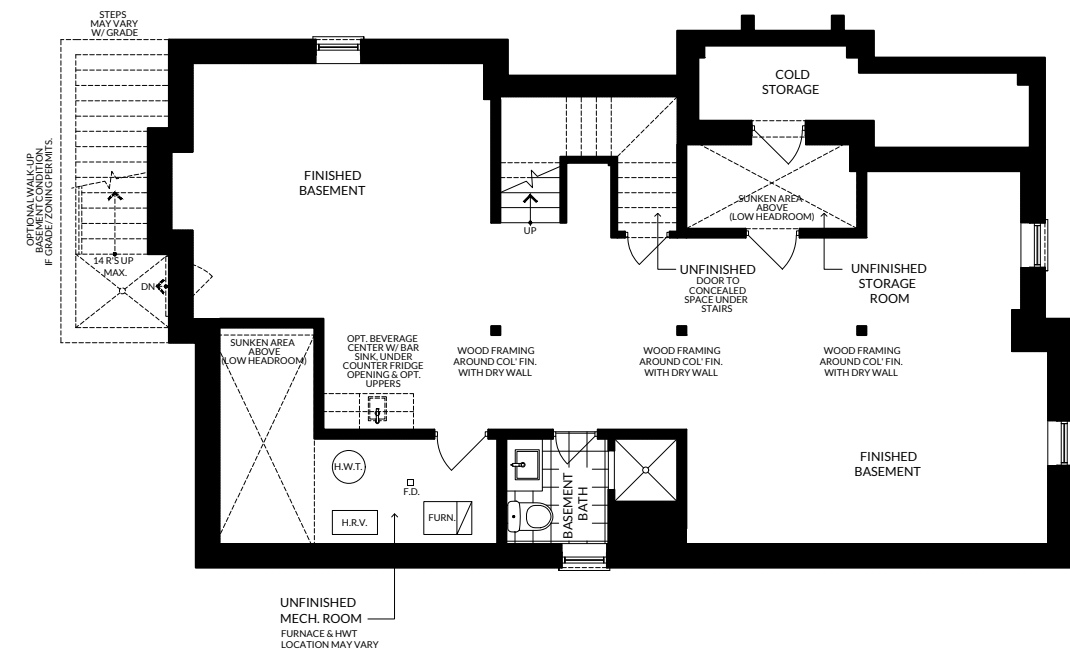 STEPS
MAY VARY
W/ GRADE
OPTIONAL WALK-UP
BASEMENT CONDITION
IF GRADE/ZONING PERMITS.
14 R'S UP
MAX.
DN
FINISHED
BASEMENT
UP
COLD
STORAGE
SUNKEN AREA
ABOVE
(LOW HEADROOM)
UNFINISHED
DOOR TO
CONCEALED
SPACE UNDER
STAIRS
UNFINISHED
STORAGE
ROOM
SUNKEN AREA
ABOVE
(LOW HEADROOM)
OPT. BEVERAGE
CENTER W/ BAR
SINK, UNDER
COUNTER FRIDGE
OPENING & OPT.
UPPERS
WOOD FRAMING
AROUND COL' FIN.
WITH DRY WALL
WOOD FRAMING
AROUND COL' FIN.
WITH DRY WALL
WOOD FRAMING
AROUND COL' FIN.
WITH DRY WALL
H.W.T.
F.D.
H.R.V.
FURN.
BASEMENT
BATH
FINISHED
BASEMENT
UNFINISHED
MECH. ROOM
FURNACE & HWT
LOCATION MAY VARY